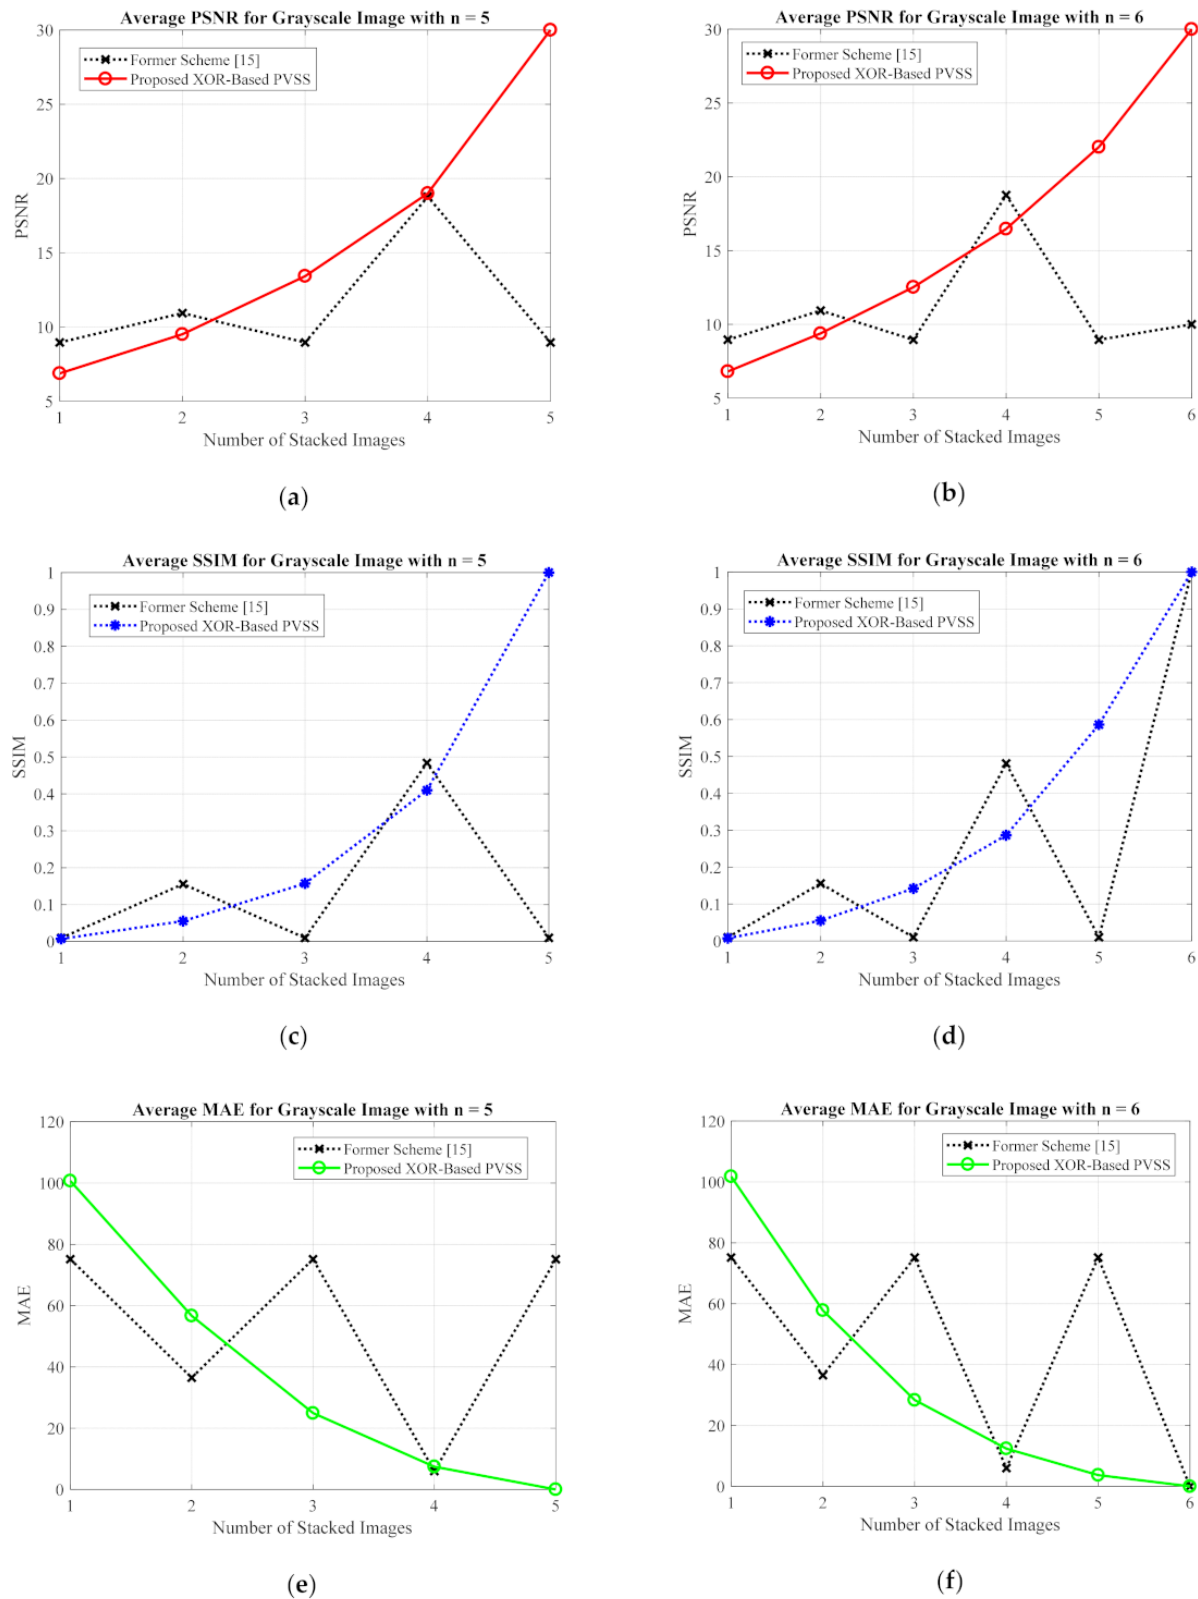 Average PSNR for Grayscale Image with n = 5
30
25
20
15
10
5
PSNR
Former Scheme [15]
Proposed XOR-Based PVSS
1 2 3 4 5
Number of Stacked Images
(a)
Average PSNR for Grayscale Image with n = 6
30
25
20
15
10
5
PSNR
Former Scheme [15]
Proposed XOR-Based PVSS
1 2 3 4 5 6
Number of Stacked Images
(b)
Average SSIM for Grayscale Image with n = 5
1
0.9
0.8
0.7
0.6
0.5
0.4
0.3
0.2
0.1
0
SSIM
Former Scheme [15]
Proposed XOR-Based PVSS
1 2 3 4 5
Number of Stacked Images
(c)
Average SSIM for Grayscale Image with n = 6
1
0.9
0.8
0.7
0.6
0.5
0.4
0.3
0.2
0.1
0
SSIM
Former Scheme [15]
Proposed XOR-Based PVSS
1 2 3 4 5 6
Number of Stacked Images
(d)
Average MAE for Grayscale Image with n = 5
120
100
80
60
40
20
0
MAE
Former Scheme [15]
Proposed XOR-Based PVSS
1 2 3 4 5
Number of Stacked Images
(e)
Average MAE for Grayscale Image with n = 6
120
100
80
60
40
20
0
MAE
Former Scheme [15]
Proposed XOR-Based PVSS
1 2 3 4 5 6
Number of Stacked Images
(f)